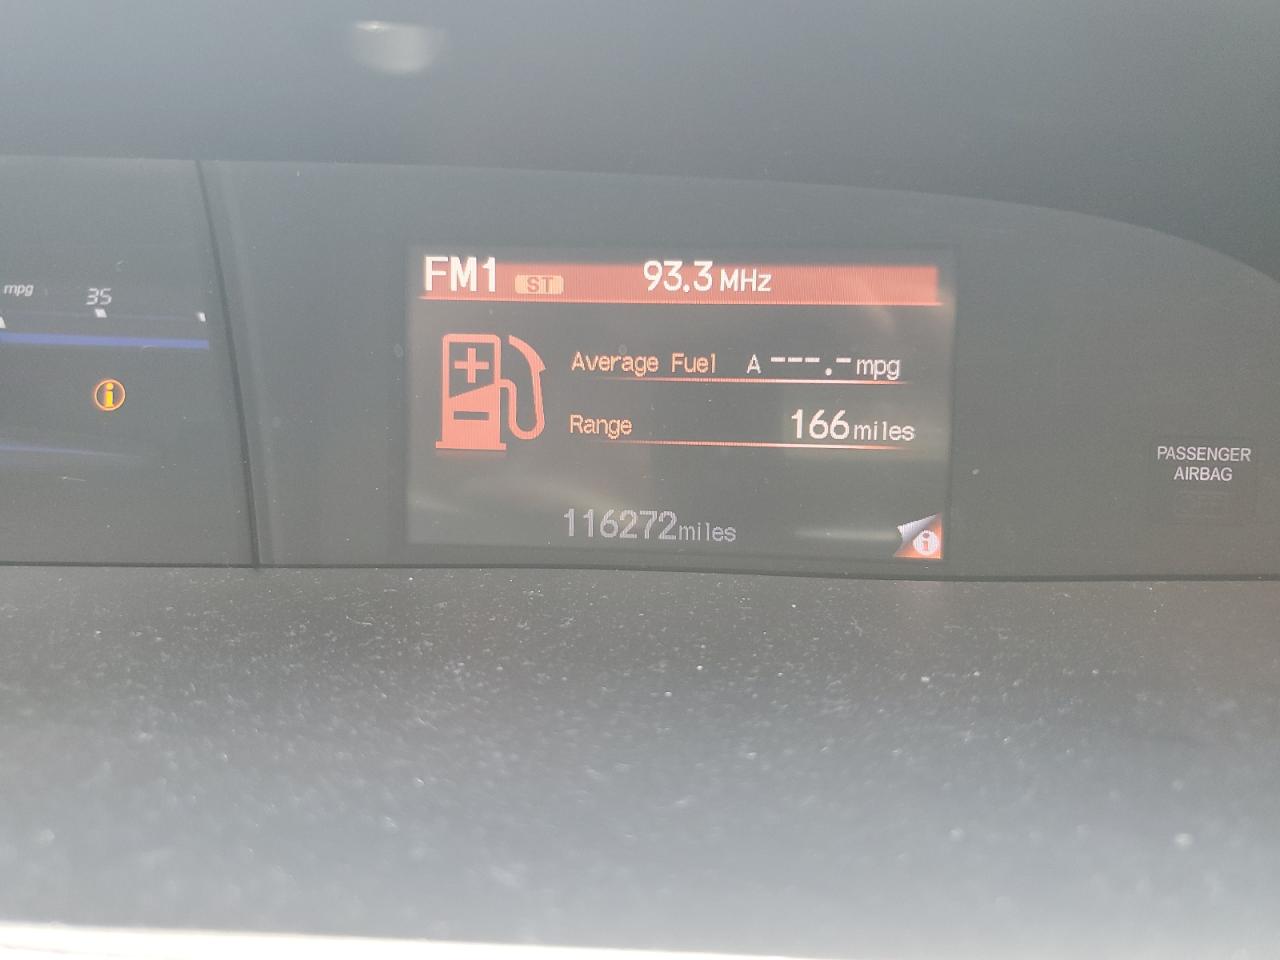 FM1 ST 93.3 MHz
mpg 35
Average Fuel A ---.- mpg
Range 166 miles
PASSENGER
AIRBAG
116272 miles